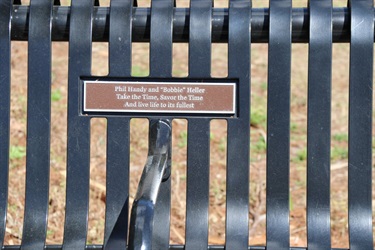 Phil Handy and "Bobbie" Heller
Take the Time, Savor the Time
And live life to its fullest